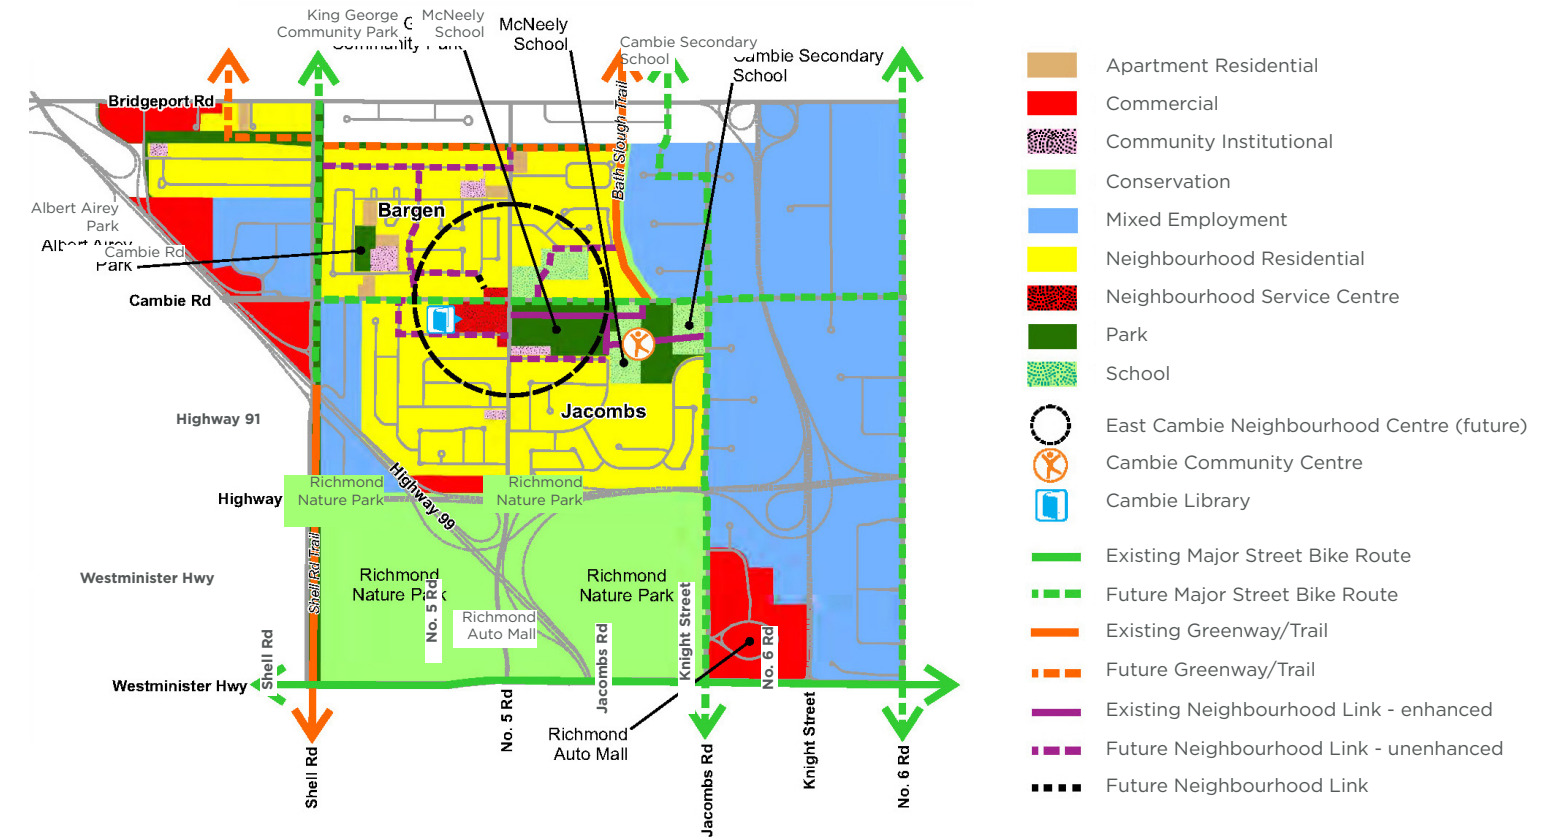 King George
Community Park
McNeely
School
McNeely
School
Community Park
Cambie Secondary
School
Cambie Secondary
School
Bridgeport Rd
Bath Slough Trail
Albert Airey
Park
Albert Airey
Park
Cambie Rd
Cambie Rd
Bargen
Jacombs
Highway 91
Highway
Highway 99
Richmond
Nature Park
Richmond
Nature Park
Westminister Hwy
Shell Rd Trail
Richmond
Nature Park
Richmond
Nature Park
No. 5 Rd
Richmond
Auto Mall
Shell Rd
Jacombs Rd
Knight Street
No. 6 Rd
Westminister Hwy
Richmond
Auto Mall
Shell Rd
No. 5 Rd
Jacombs Rd
Knight Street
No. 6 Rd
Apartment Residential
Commercial
Community Institutional
Conservation
Mixed Employment
Neighbourhood Residential
Neighbourhood Service Centre
Park
School
East Cambie Neighbourhood Centre (future)
Cambie Community Centre
Cambie Library
Existing Major Street Bike Route
Future Major Street Bike Route
Existing Greenway/Trail
Future Greenway/Trail
Existing Neighbourhood Link - enhanced
Future Neighbourhood Link - unenhanced
Future Neighbourhood Link